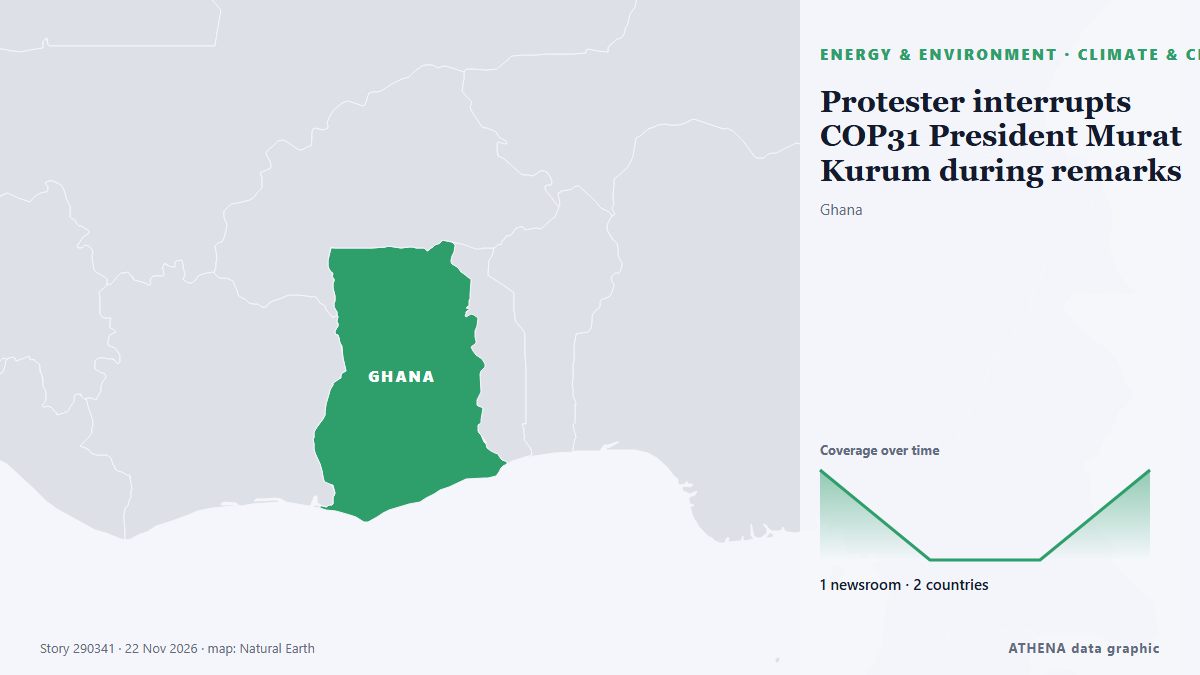 ENERGY & ENVIRONMENT · CLIMATE &
Protester interrupts
COP31 President Murat
Kurum during remarks
Ghana
GHANA
Coverage over time
1 newsroom · 2 countries
Story 290341 · 22 Nov 2026 · map: Natural Earth
ATHENA data graphic